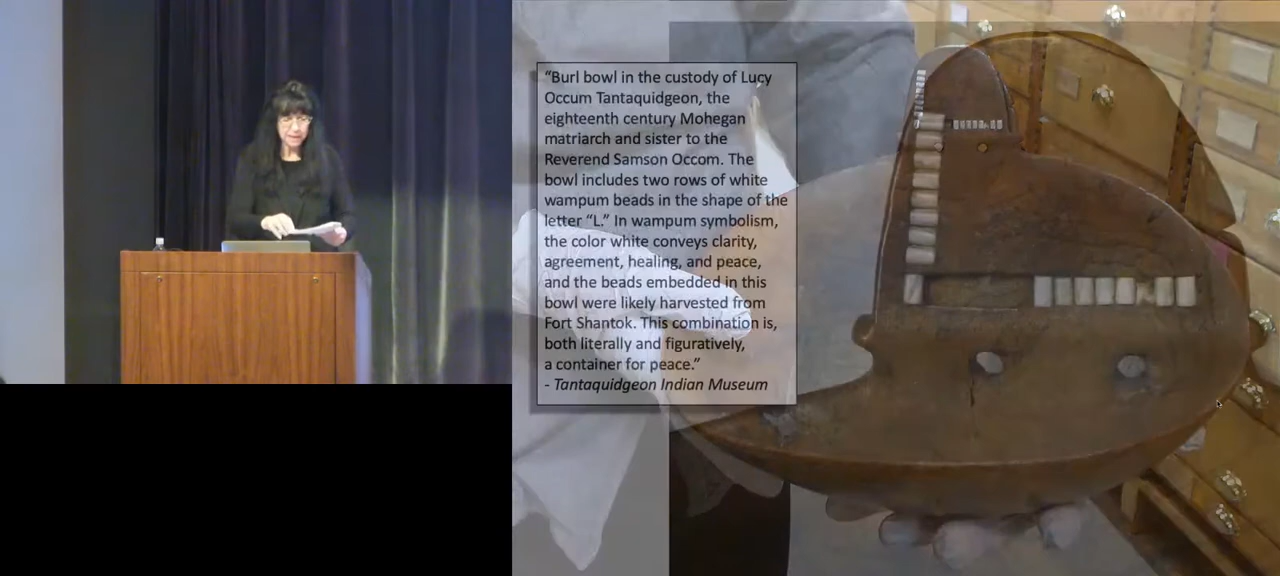 “Burl bowl in the custody of Lucy
Occum Tantaquidgeon, the
eighteenth century Mohegan
matriarch and sister to the
Reverend Samson Occom. The
bowl includes two rows of white
wampum beads in the shape of the
letter “L.” In wampum symbolism,
the color white conveys clarity,
agreement, healing, and peace,
and the beads embedded in this
bowl were likely harvested from
Fort Shantok. This combination is,
both literally and figuratively,
a container for peace.”
- Tantaquidgeon Indian Museum